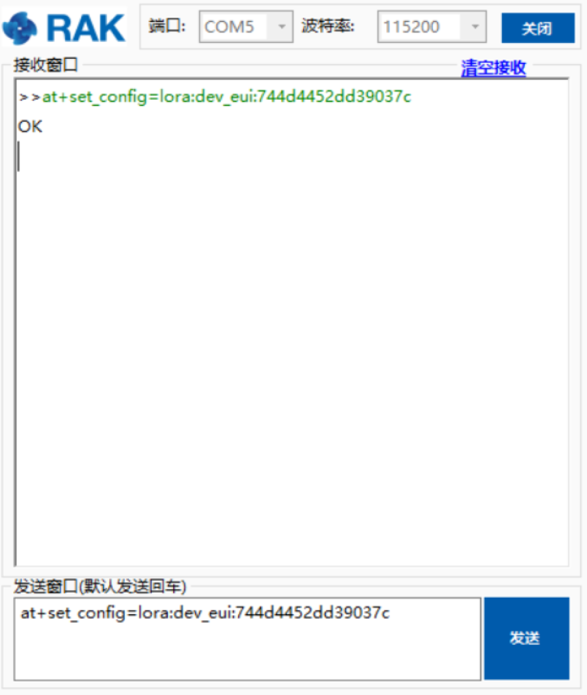 RAK 端口: COM5 波特率: 115200 关闭
接收窗口 清空接收
>>at+set_config=lora:dev_eui:744d4452dd39037c
OK
发送窗口(默认发送回车)
at+set_config=lora:dev_eui:744d4452dd39037c
发送